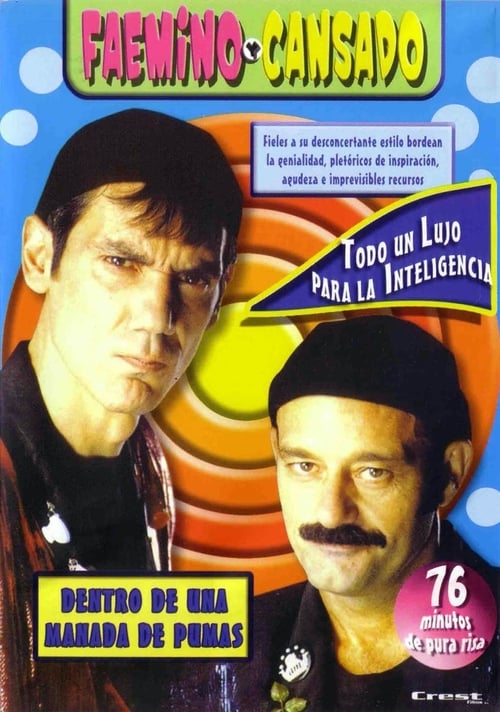 FAEMINO Y CANSADO
Fieles a su desconcertante estilo bordean
la genialidad, pletóricos de inspiración,
agudeza e imprevisibles recursos
TODO UN LUJO
PARA LA INTELIGENCIA
DENTRO DE UNA
MANADA DE PUMAS
76
minutos
de pura risa
Crest
Films